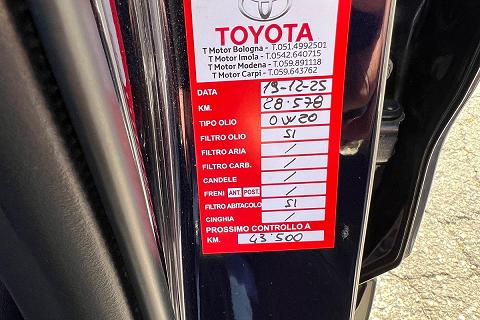 TOYOTA
T Motor Bologna - T.051.4992501
T Motor Imola - T.0542.640715
T Motor Modena - T.059.891118
T Motor Carpi - T.059.643762
DATA 19-12-25
KM. 28.578
TIPO OLIO 0W20
FILTRO OLIO SI
FILTRO ARIA /
FILTRO CARB. /
CANDELE /
FRENI ANT. POST. /
FILTRO ABITACOLO SI
CINGHIA /
PROSSIMO CONTROLLO A
KM. 43.500